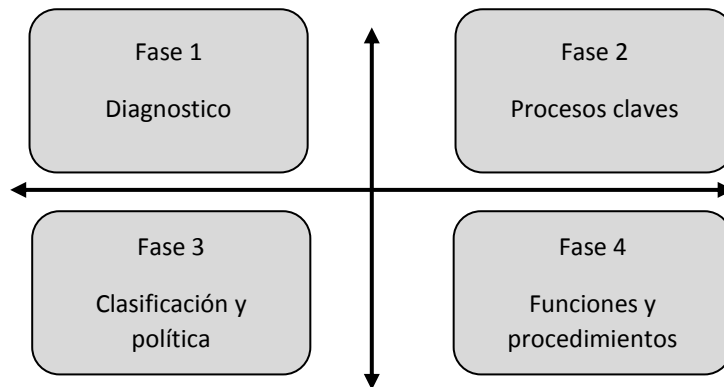 Fase 1
Diagnostico
Fase 2
Procesos claves
Fase 3
Clasificación y
política
Fase 4
Funciones y
procedimientos